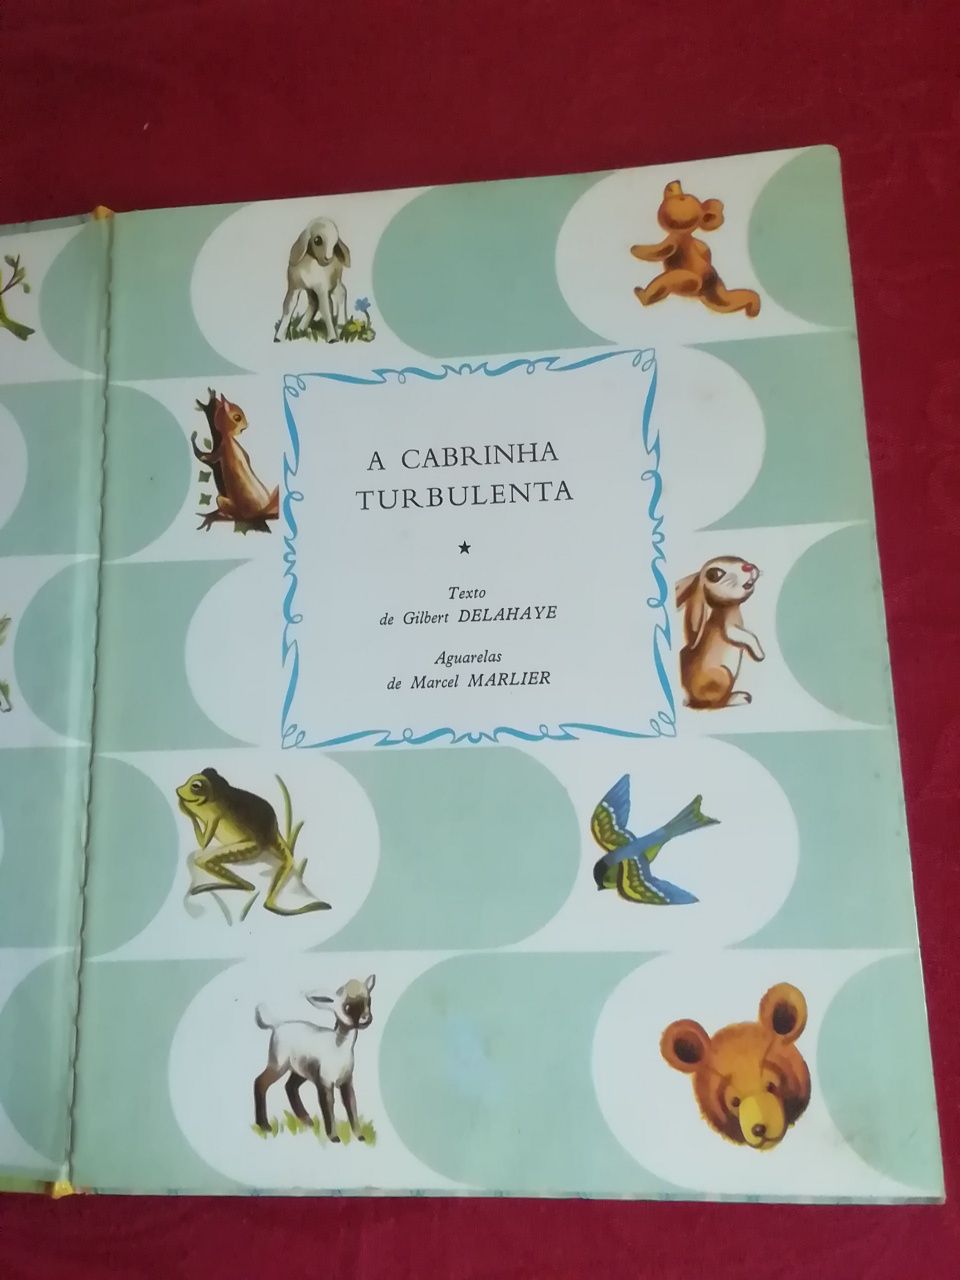 A CABRINHA
TURBULENTA
★
Texto
de Gilbert DELAHAYE
Aguarelas
de Marcel MARLIER